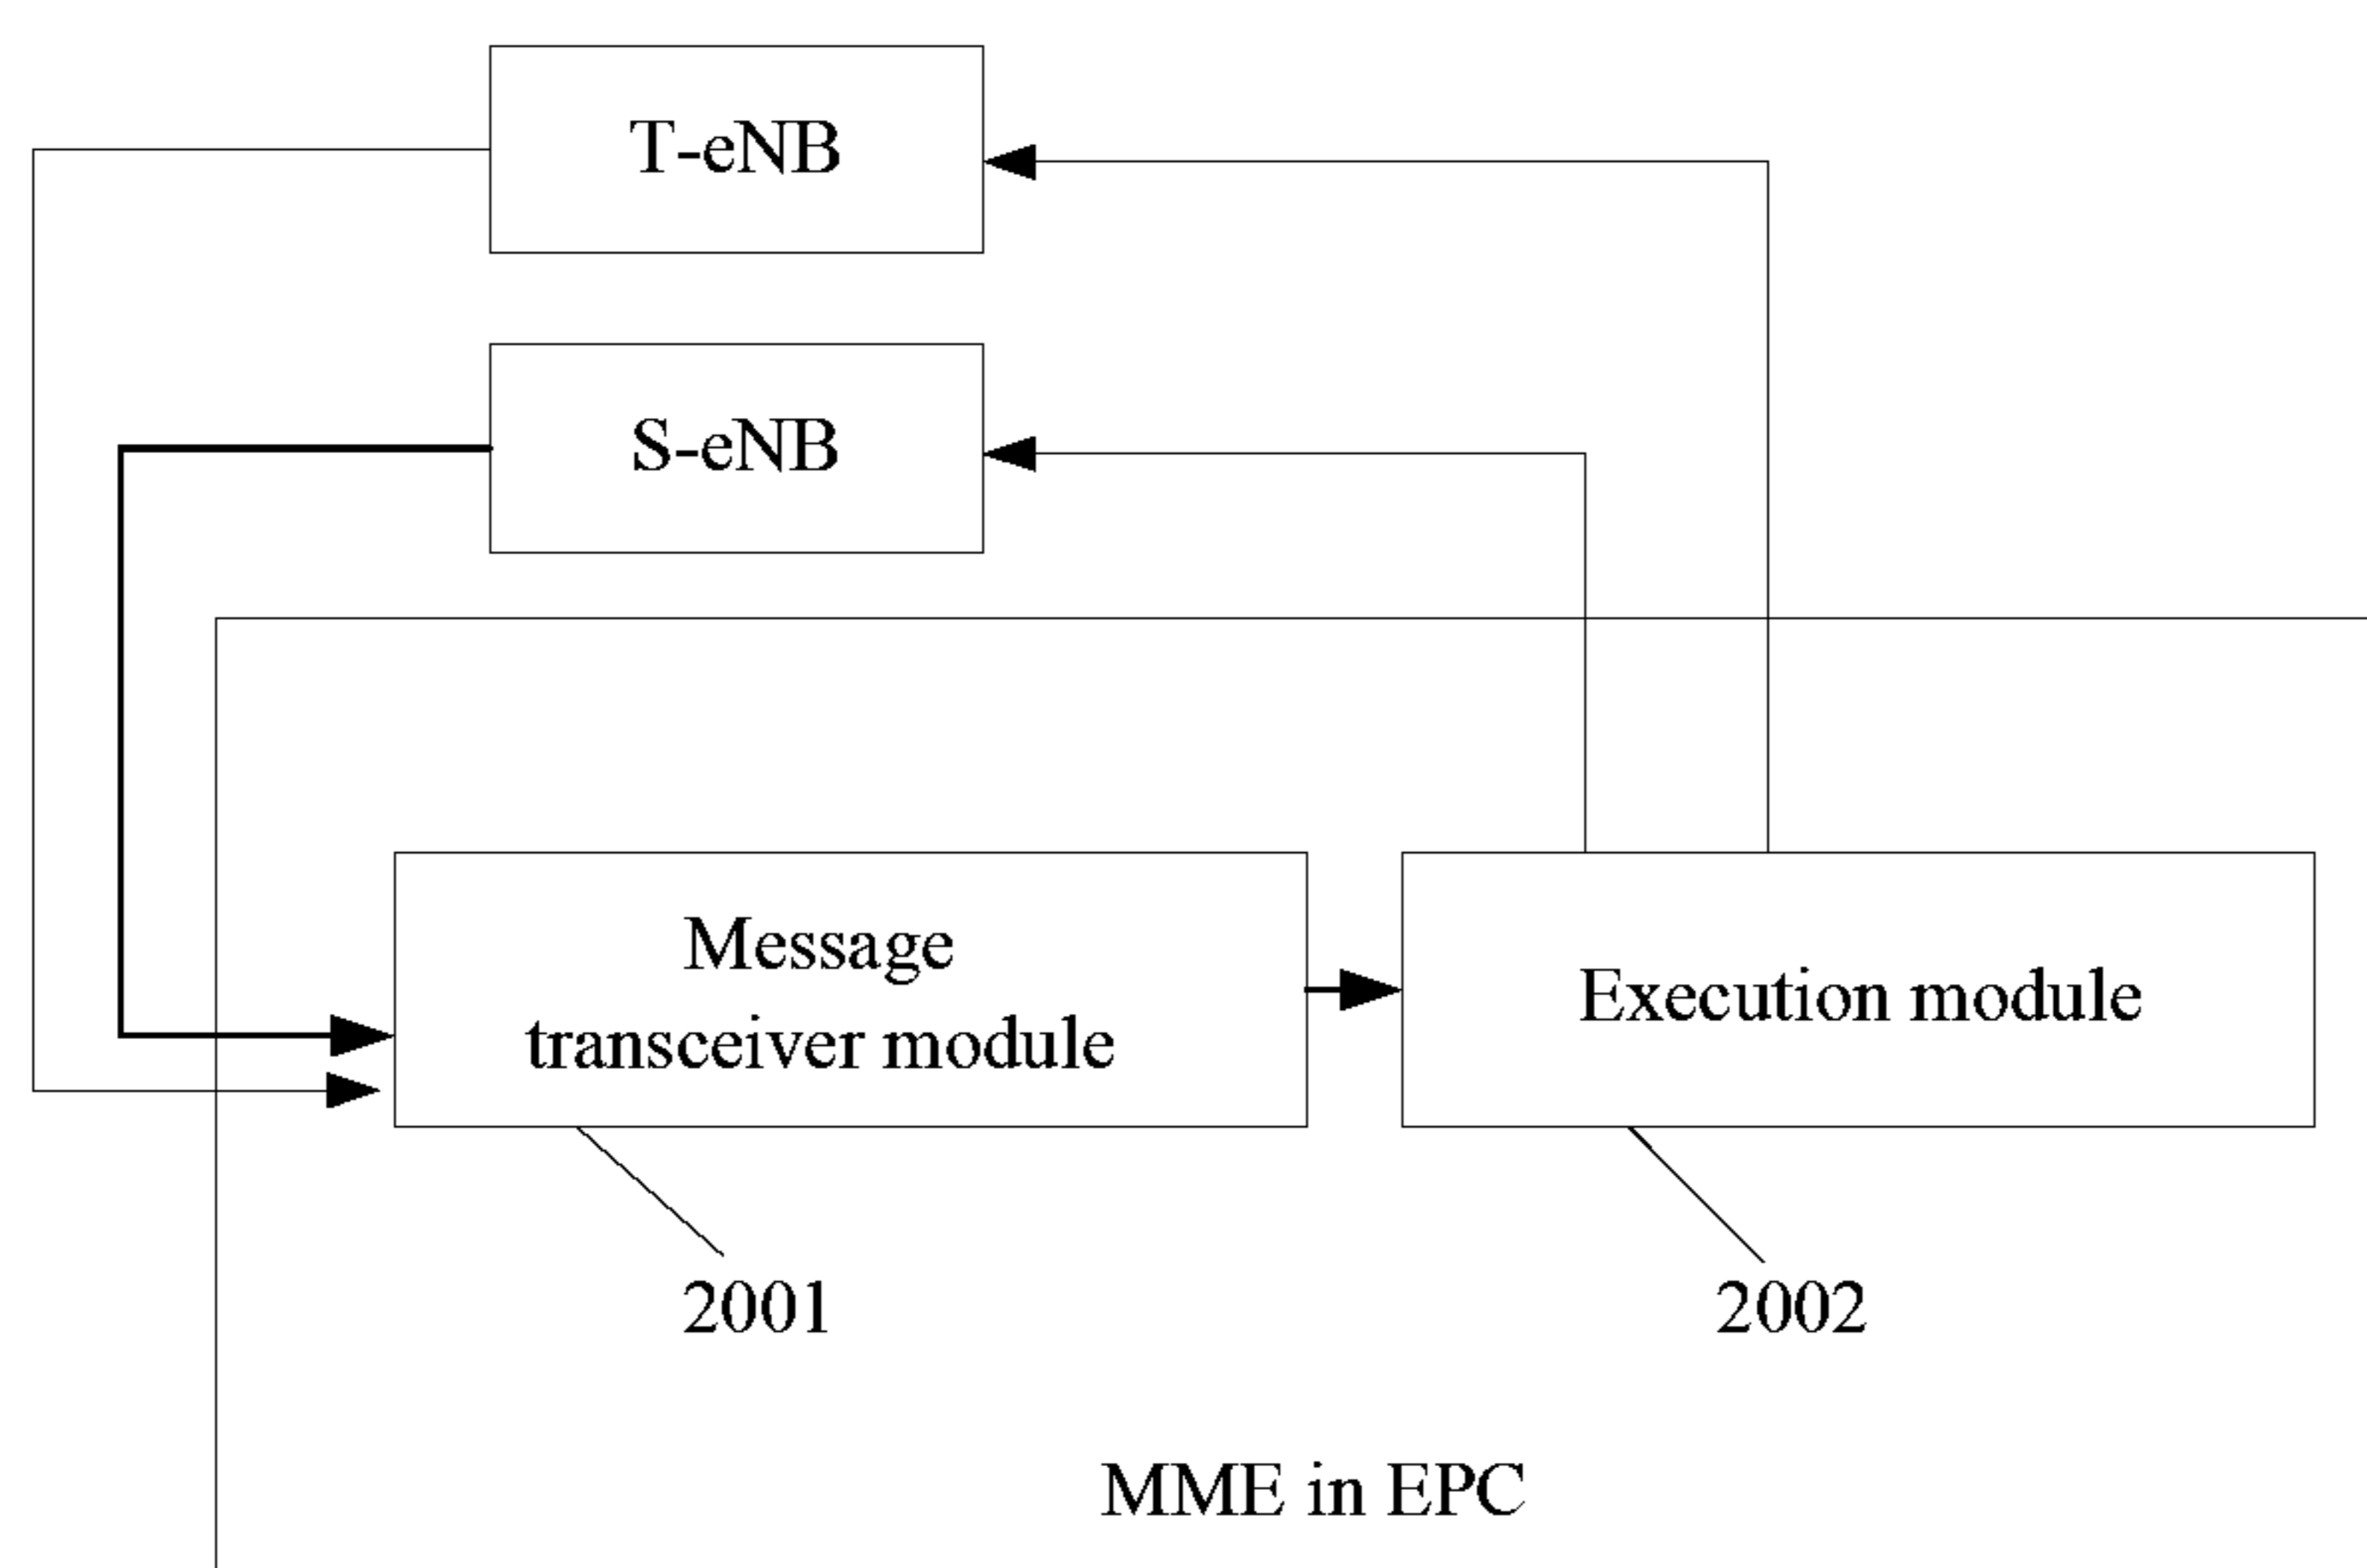 T-eNB
S-eNB
Message
transceiver module
Execution module
2001
2002
MME in EPC